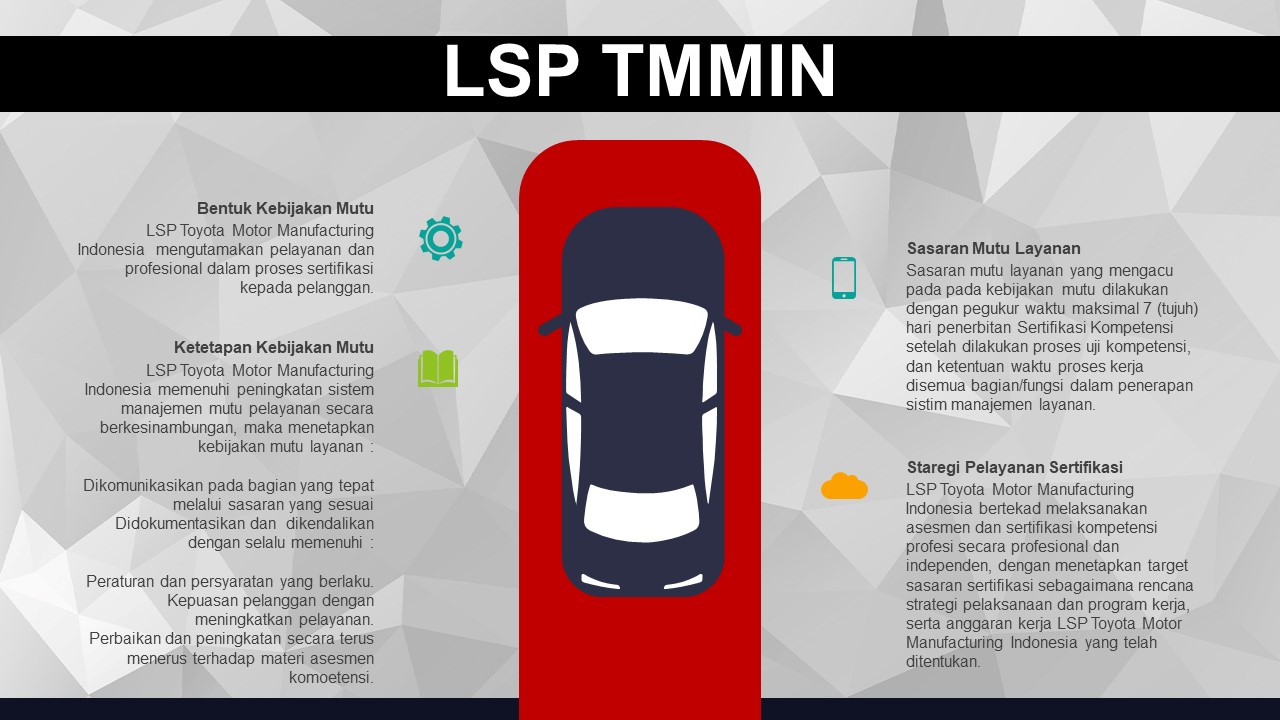 LSP TMMIN
Bentuk Kebijakan Mutu
LSP Toyota Motor Manufacturing
Indonesia mengutamakan pelayanan dan
profesional dalam proses sertifikasi
kepada pelanggan.
Ketetapan Kebijakan Mutu
LSP Toyota Motor Manufacturing
Indonesia memenuhi peningkatan sistem
manajemen mutu pelayanan secara
berkesinambungan, maka menetapkan
kebijakan mutu layanan :
Dikomunikasikan pada bagian yang tepat
melalui sasaran yang sesuai
Didokumentasikan dan dikendalikan
dengan selalu memenuhi :
Peraturan dan persyaratan yang berlaku.
Kepuasan pelanggan dengan
meningkatkan pelayanan.
Perbaikan dan peningkatan secara terus
menerus terhadap materi asesmen
komoetensi.
Sasaran Mutu Layanan
Sasaran mutu layanan yang mengacu
pada pada kebijakan mutu dilakukan
dengan pegukur waktu maksimal 7 (tujuh)
hari penerbitan Sertifikasi Kompetensi
setelah dilakukan proses uji kompetensi,
dan ketentuan waktu proses kerja
disemua bagian/fungsi dalam penerapan
sistim manajemen layanan.
Staregi Pelayanan Sertifikasi
LSP Toyota Motor Manufacturing
Indonesia bertekad melaksanakan
asesmen dan sertifikasi kompetensi
profesi secara profesional dan
independen, dengan menetapkan target
sasaran sertifikasi sebagaimana rencana
strategi pelaksanaan dan program kerja,
serta anggaran kerja LSP Toyota Motor
Manufacturing Indonesia yang telah
ditentukan.